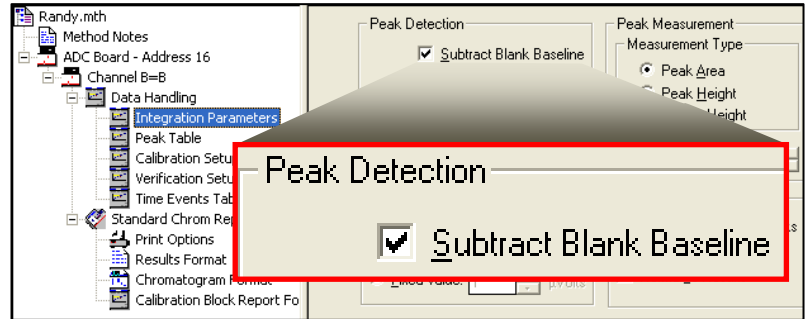 Randy.mth
Method Notes
ADC Board - Address 16
Channel B=B
Data Handling
Integration Parameters
Peak Table
Calibration Setu
Verification Setu
Time Events Tab
Standard Chrom Rep
Print Options
Results Format
Chromatogram Format
Calibration Block Report Fo
Peak Detection
Subtract Blank Baseline
Peak Measurement
Measurement Type
Peak Area
Peak Height
Height
Peak Detection
Subtract Blank Baseline
Fixed Value:
µVolts